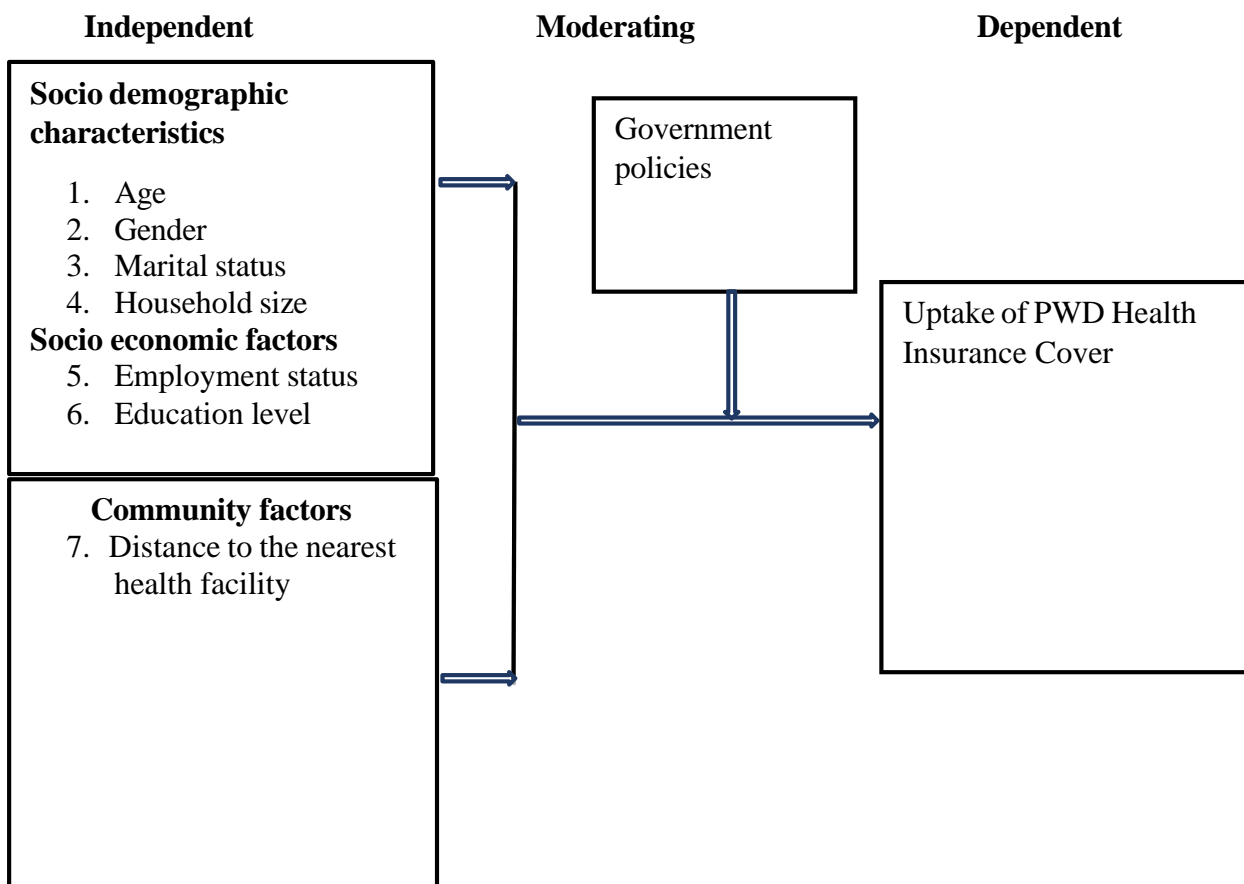 Independent
Moderating
Dependent
Socio demographic
characteristics
1. Age
2. Gender
3. Marital status
4. Household size
Socio economic factors
5. Employment status
6. Education level
Community factors
7. Distance to the nearest
health facility
Government
policies
Uptake of PWD Health
Insurance Cover